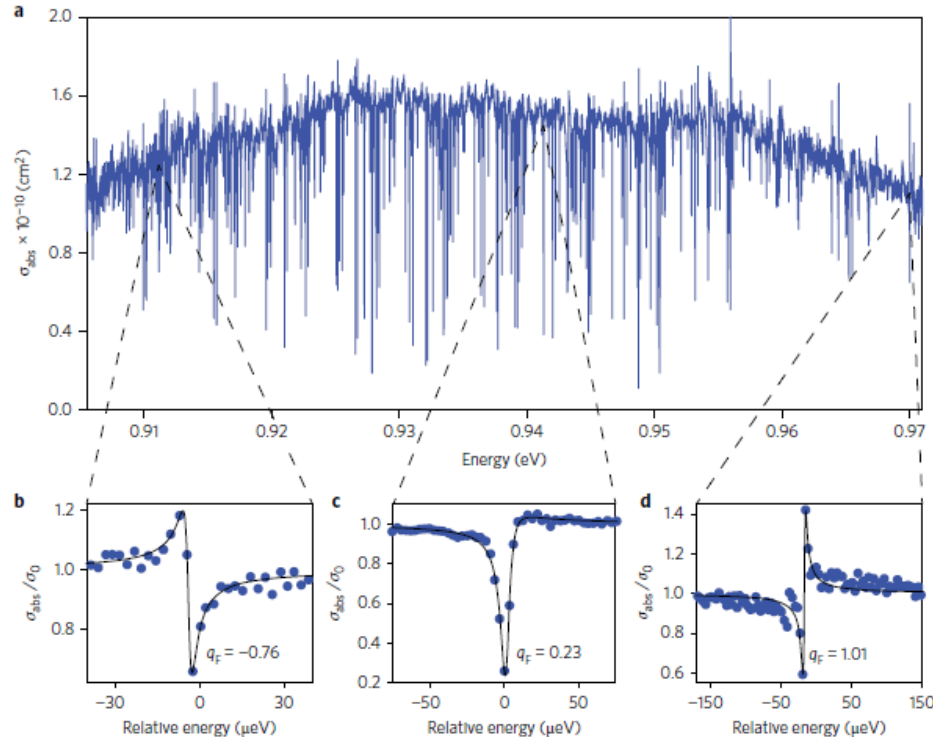 a
2.0
1.6
1.2
0.8
0.4
0.0
σabs × 10⁻¹⁰ (cm²)
0.91 0.92 0.93 0.94 0.95 0.96 0.97
Energy (eV)
b
1.2
1.0
0.8
σabs/σ0
qF = −0.76
−30 0 30
Relative energy (μeV)
c
1.0
0.8
0.6
0.4
0.2
σabs/σ0
qF = 0.23
−50 0 50
Relative energy (μeV)
d
1.4
1.2
1.0
0.8
0.6
σabs/σ0
qF = 1.01
−150 −50 50 150
Relative energy (μeV)